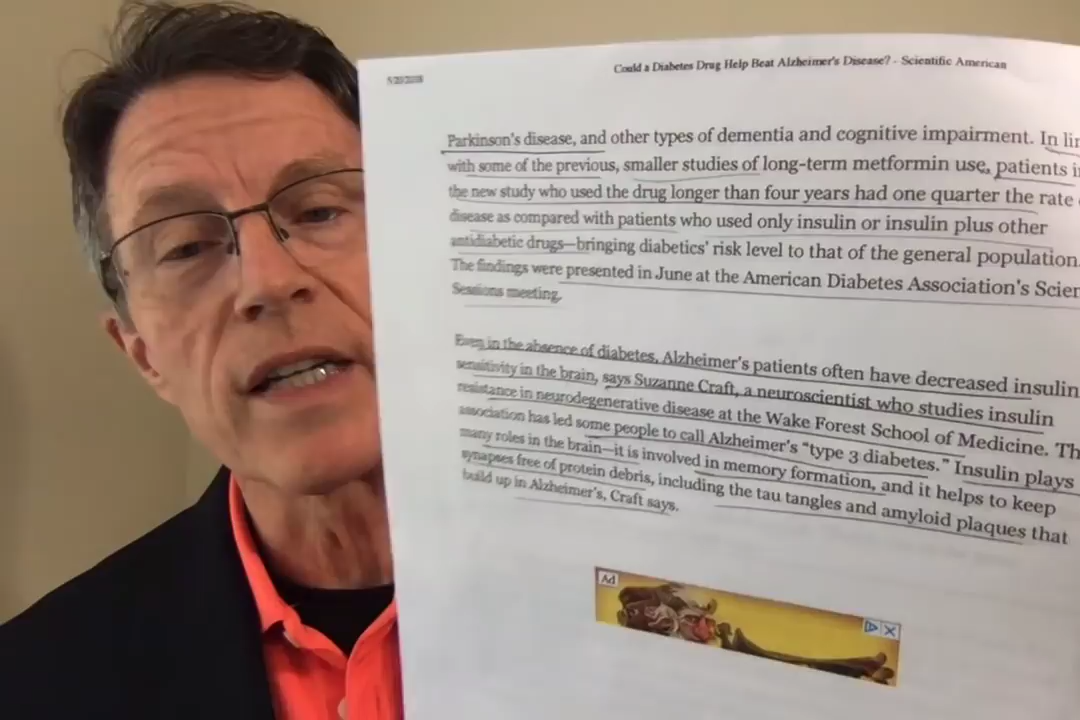 5/20/2018 Could a Diabetes Drug Help Beat Alzheimer's Disease? - Scientific American
Parkinson's disease, and other types of dementia and cognitive impairment. In lin
with some of the previous, smaller studies of long-term metformin use, patients i
the new study who used the drug longer than four years had one quarter the rate
disease as compared with patients who used only insulin or insulin plus other
antidiabetic drugs—bringing diabetics' risk level to that of the general population.
The findings were presented in June at the American Diabetes Association's Scien
Sessions meeting.
Even in the absence of diabetes, Alzheimer's patients often have decreased insulin
sensitivity in the brain, says Suzanne Craft, a neuroscientist who studies insulin
resistance in neurodegenerative disease at the Wake Forest School of Medicine. Th
association has led some people to call Alzheimer's “type 3 diabetes.” Insulin plays
many roles in the brain—it is involved in memory formation, and it helps to keep
synapses free of protein debris, including the tau tangles and amyloid plaques that
build up in Alzheimer's, Craft says.
Ad